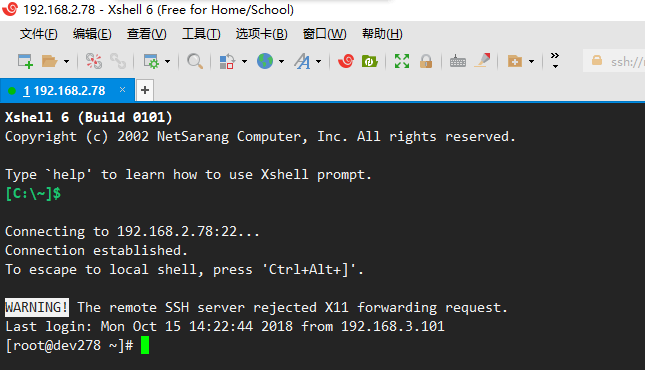 192.168.2.78 - Xshell 6 (Free for Home/School)
文件(F) 编辑(E) 查看(V) 工具(T) 选项卡(B) 窗口(W) 帮助(H)
ssh://
1 192.168.2.78 × +
Xshell 6 (Build 0101)
Copyright (c) 2002 NetSarang Computer, Inc. All rights reserved.
Type `help' to learn how to use Xshell prompt.
[C:\~]$
Connecting to 192.168.2.78:22...
Connection established.
To escape to local shell, press 'Ctrl+Alt+]'.
WARNING! The remote SSH server rejected X11 forwarding request.
Last login: Mon Oct 15 14:22:44 2018 from 192.168.3.101
[root@dev278 ~]#